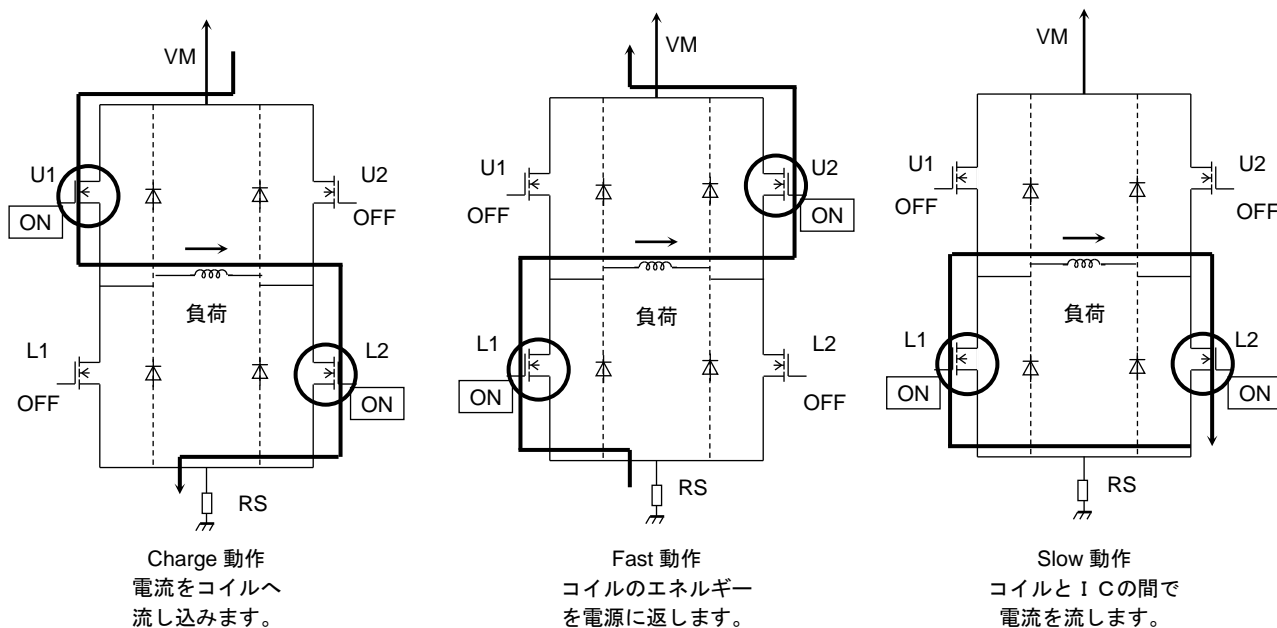 VM
U1
U2
ON
OFF
負荷
L1
L2
OFF
ON
RS
Charge 動作
電流をコイルへ
流し込みます。
VM
U1
U2
OFF
ON
負荷
L1
L2
ON
OFF
RS
Fast 動作
コイルのエネルギー
を電源に返します。
VM
U1
U2
OFF
OFF
負荷
L1
L2
ON
ON
RS
Slow 動作
コイルとＩＣの間で
電流を流します。